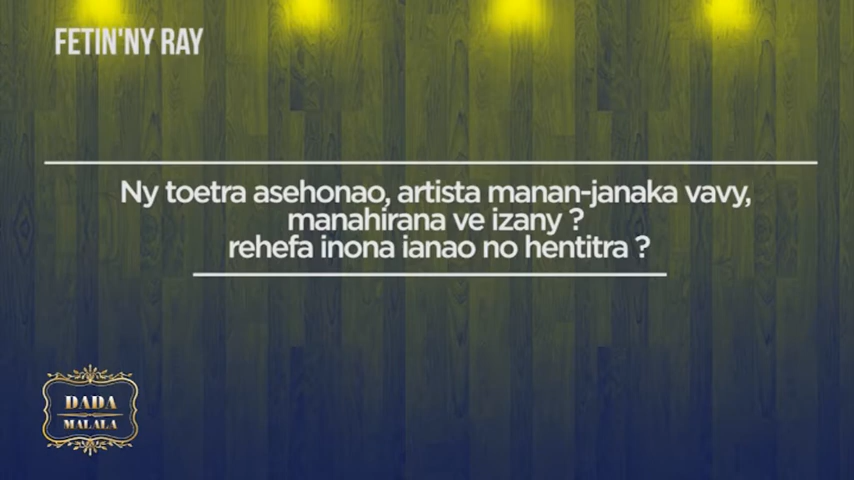 FETIN'NY RAY
Ny toetra asehonao, artista manan-janaka vavy,
manahirana ve izany ?
rehefa inona ianao no hentitra ?
DADA
MALALA